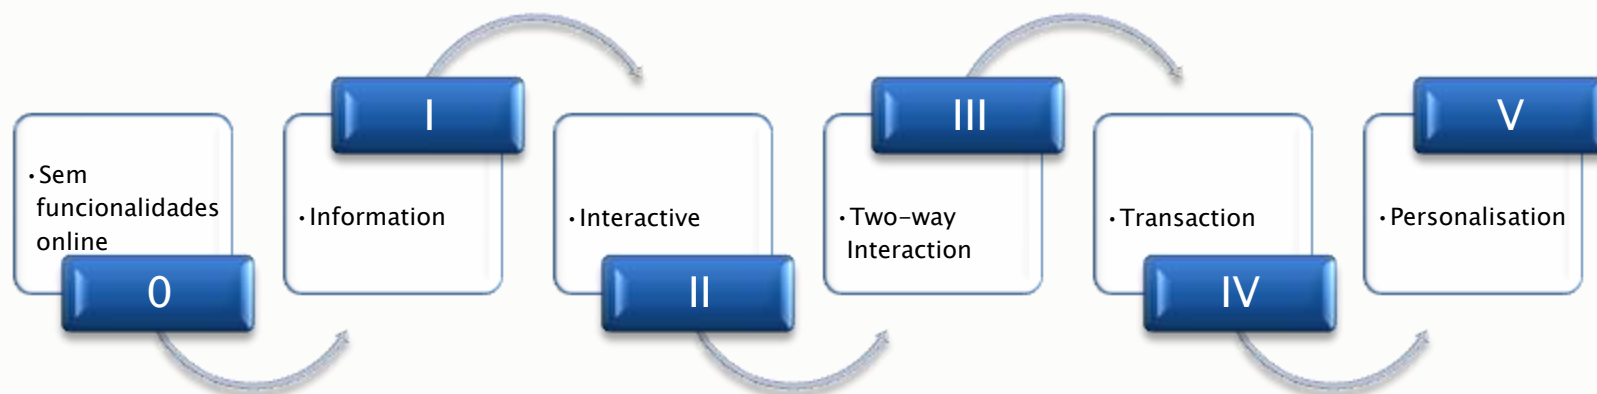 • Sem
funcionalidades
online
0
I
• Information
• Interactive
II
III
• Two-way
Interaction
• Transaction
IV
V
• Personalisation